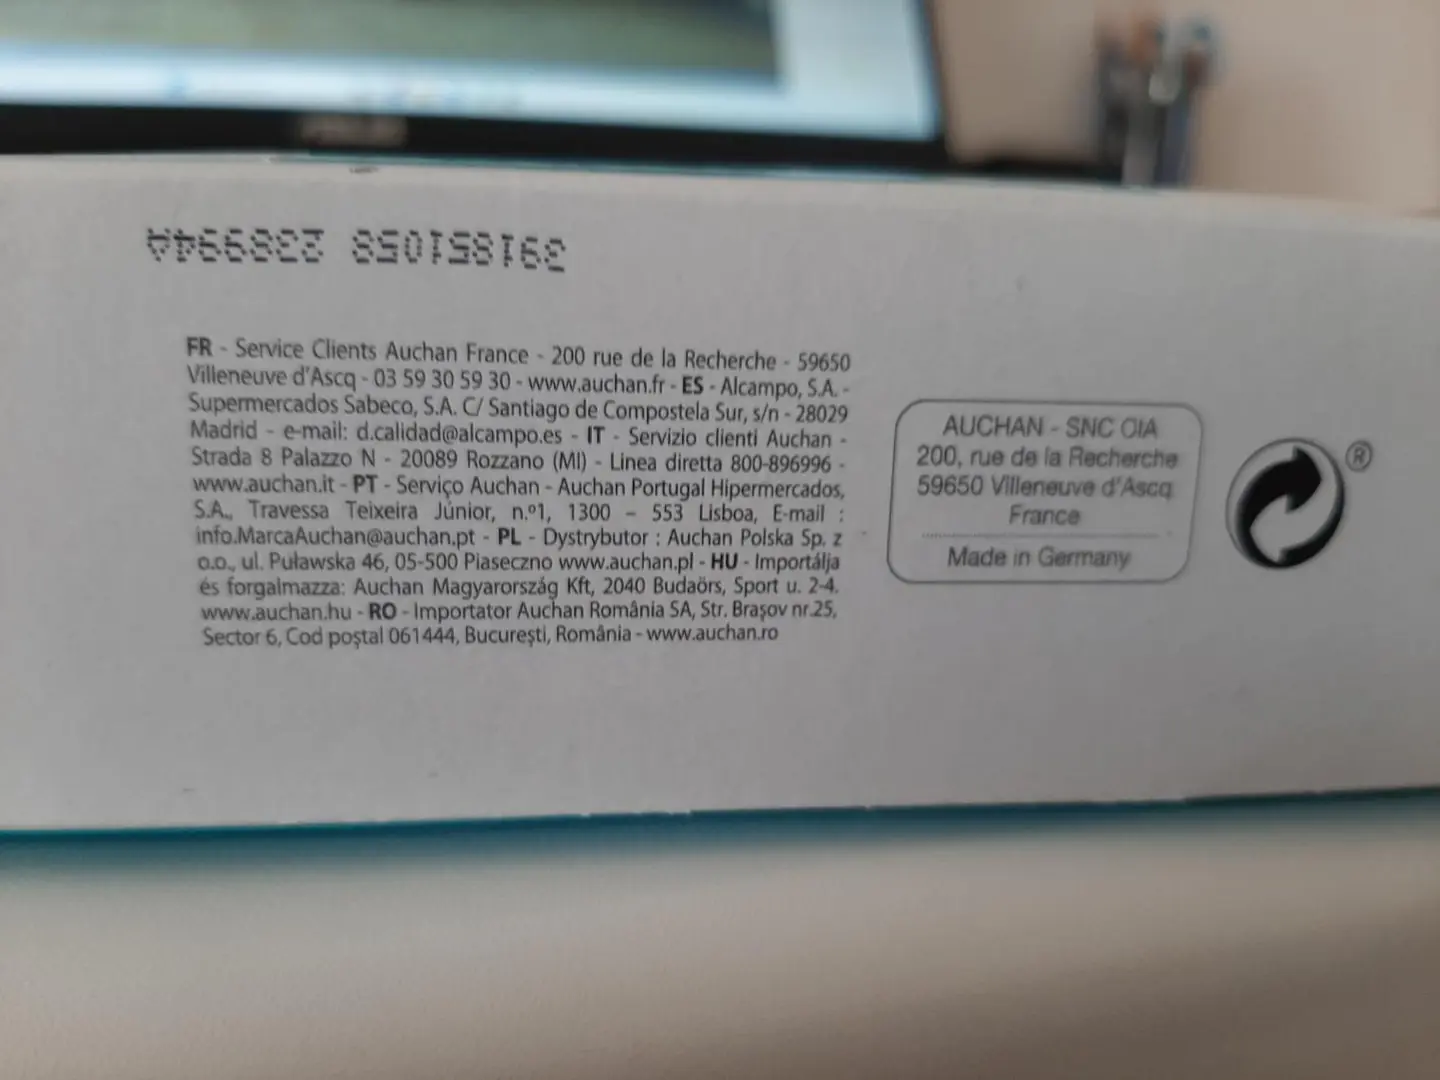 391851058 238994A
FR - Service Clients Auchan France - 200 rue de la Recherche - 59650
Villeneuve d'Ascq - 03 59 30 59 30 - www.auchan.fr - ES - Alcampo, S.A. -
Supermercados Sabeco, S.A. C/ Santiago de Compostela Sur, s/n - 28029
Madrid - e-mail: d.calidad@alcampo.es - IT - Servizio clienti Auchan -
Strada 8 Palazzo N - 20089 Rozzano (MI) - Linea diretta 800-896996 -
www.auchan.it - PT - Serviço Auchan - Auchan Portugal Hipermercados,
S.A., Travessa Teixeira Júnior, n.º1, 1300 – 553 Lisboa, E-mail :
info.MarcaAuchan@auchan.pt - PL - Dystrybutor : Auchan Polska Sp. z
o.o., ul. Puławska 46, 05-500 Piaseczno www.auchan.pl - HU - Importálja
és forgalmazza: Auchan Magyarország Kft, 2040 Budaörs, Sport u. 2-4.
www.auchan.hu - RO - Importator Auchan România SA, Str. Brașov nr.25,
Sector 6, Cod poştal 061444, Bucureşti, România - www.auchan.ro
AUCHAN - SNC OIA
200, rue de la Recherche
59650 Villeneuve d'Ascq
France
Made in Germany
®